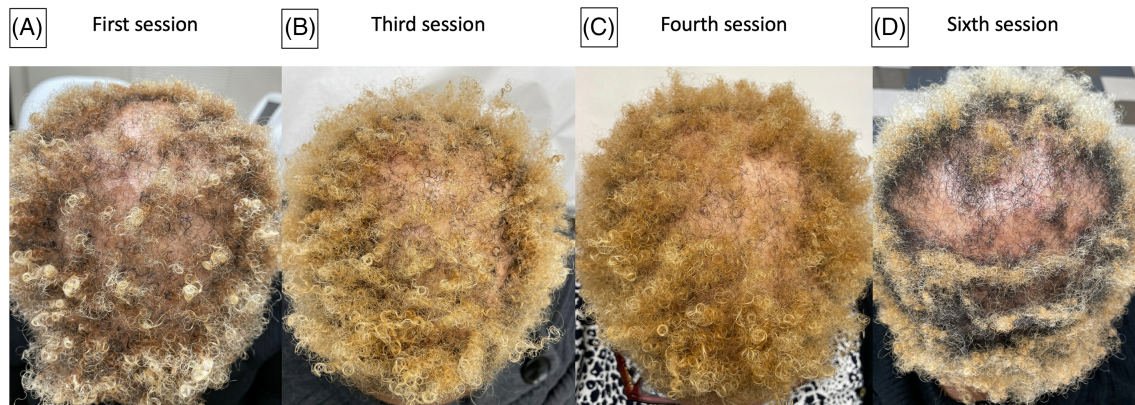 (A) First session
(B) Third session
(C) Fourth session
(D) Sixth session